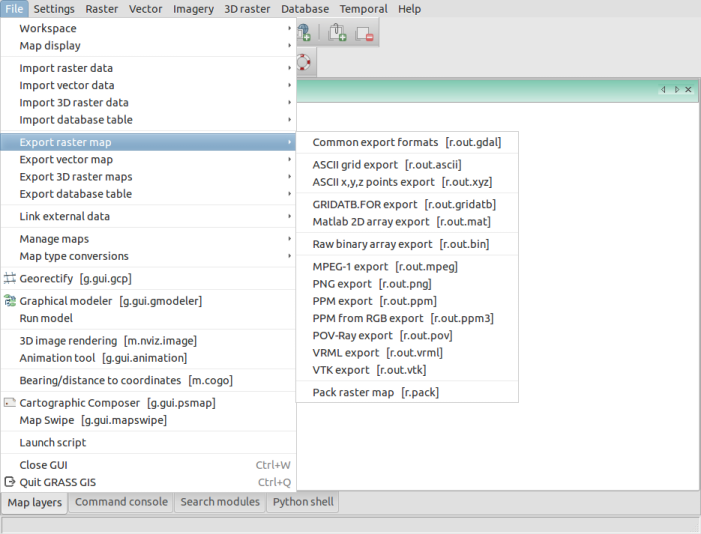 File Settings Raster Vector Imagery 3D raster Database Temporal Help
Workspace
Map display
Import raster data
Import vector data
Import 3D raster data
Import database table
Export raster map
Export vector map
Export 3D raster maps
Export database table
Link external data
Manage maps
Map type conversions
Georectify [g.gui.gcp]
Graphical modeler [g.gui.gmodeler]
Run model
3D image rendering [m.nviz.image]
Animation tool [g.gui.animation]
Bearing/distance to coordinates [m.cogo]
Cartographic Composer [g.gui.psmap]
Map Swipe [g.gui.mapswipe]
Launch script
Close GUI Ctrl+W
Quit GRASS GIS Ctrl+Q
Common export formats [r.out.gdal]
ASCII grid export [r.out.ascii]
ASCII x,y,z points export [r.out.xyz]
GRIDATB.FOR export [r.out.gridatb]
Matlab 2D array export [r.out.mat]
Raw binary array export [r.out.bin]
MPEG-1 export [r.out.mpeg]
PNG export [r.out.png]
PPM export [r.out.ppm]
PPM from RGB export [r.out.ppm3]
POV-Ray export [r.out.pov]
VRML export [r.out.vrml]
VTK export [r.out.vtk]
Pack raster map [r.pack]
Map layers Command console Search modules Python shell